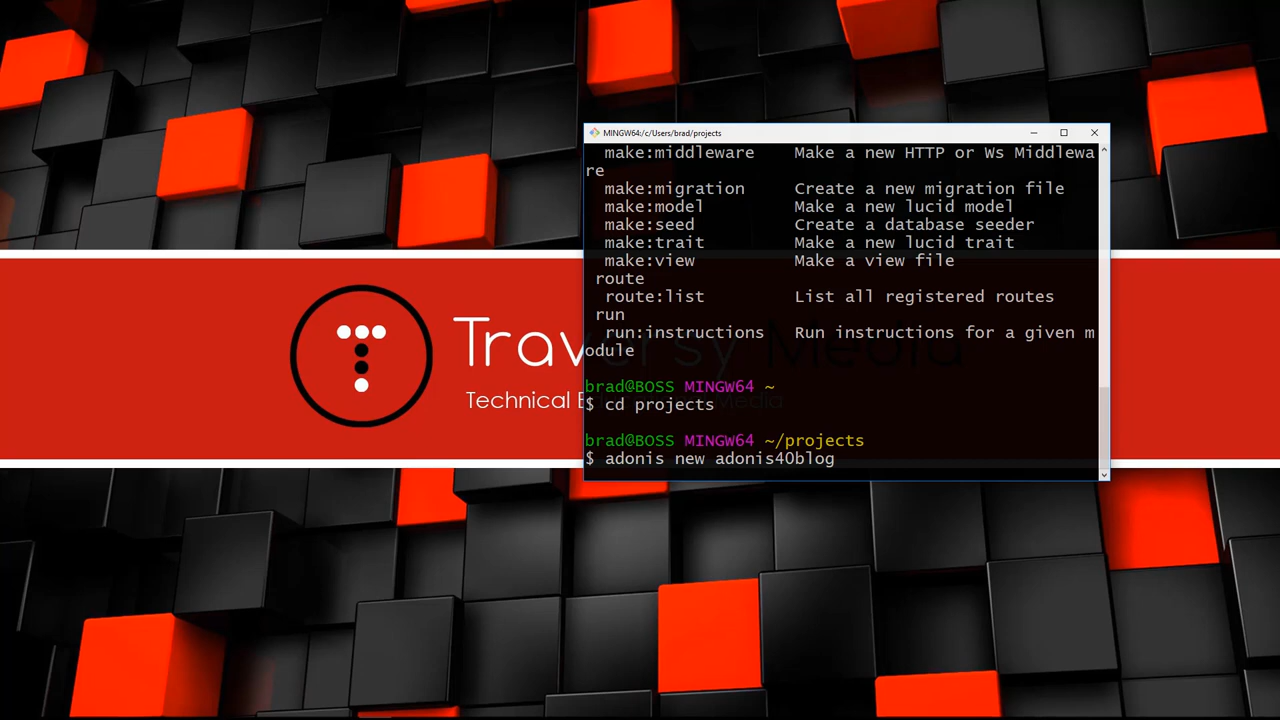 MINGW64:/c/Users/brad/projects
make:middleware Make a new HTTP or Ws Middlewa
re
make:migration Create a new migration file
make:model Make a new lucid model
make:seed Create a database seeder
make:trait Make a new lucid trait
make:view Make a view file
route
route:list List all registered routes
run
run:instructions Run instructions for a given m
odule
brad@BOSS MINGW64 ~
$ cd projects
brad@BOSS MINGW64 ~/projects
$ adonis new adonis40blog
Traversy Media
Technical E Media